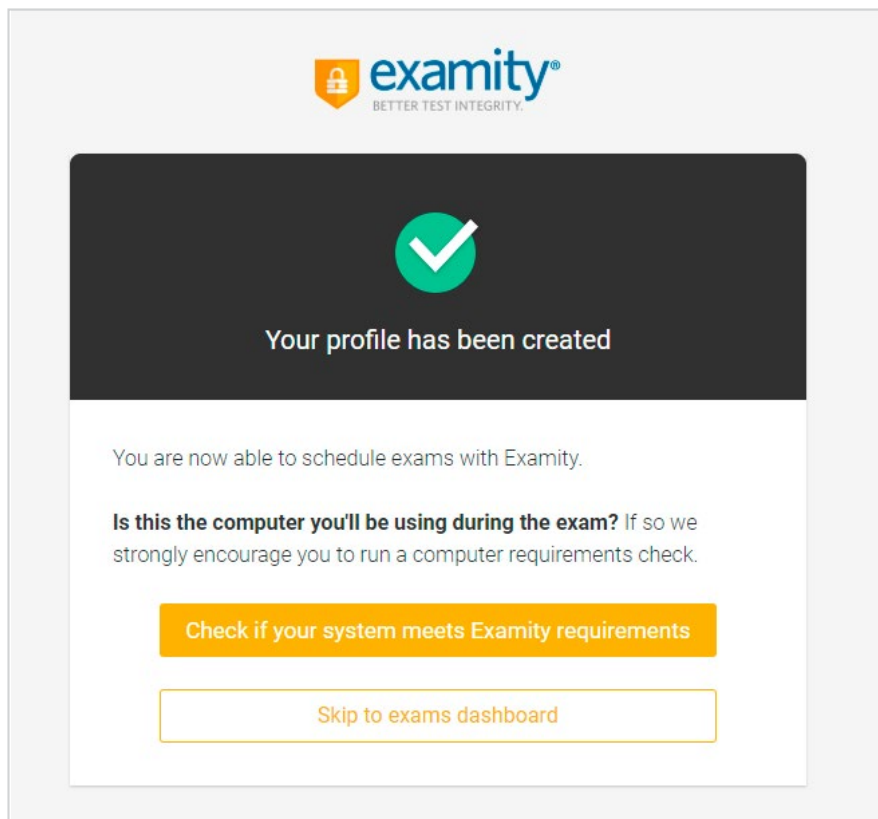 examity®
BETTER TEST INTEGRITY.
Your profile has been created
You are now able to schedule exams with Examity.
Is this the computer you'll be using during the exam? If so we
strongly encourage you to run a computer requirements check.
Check if your system meets Examity requirements
Skip to exams dashboard